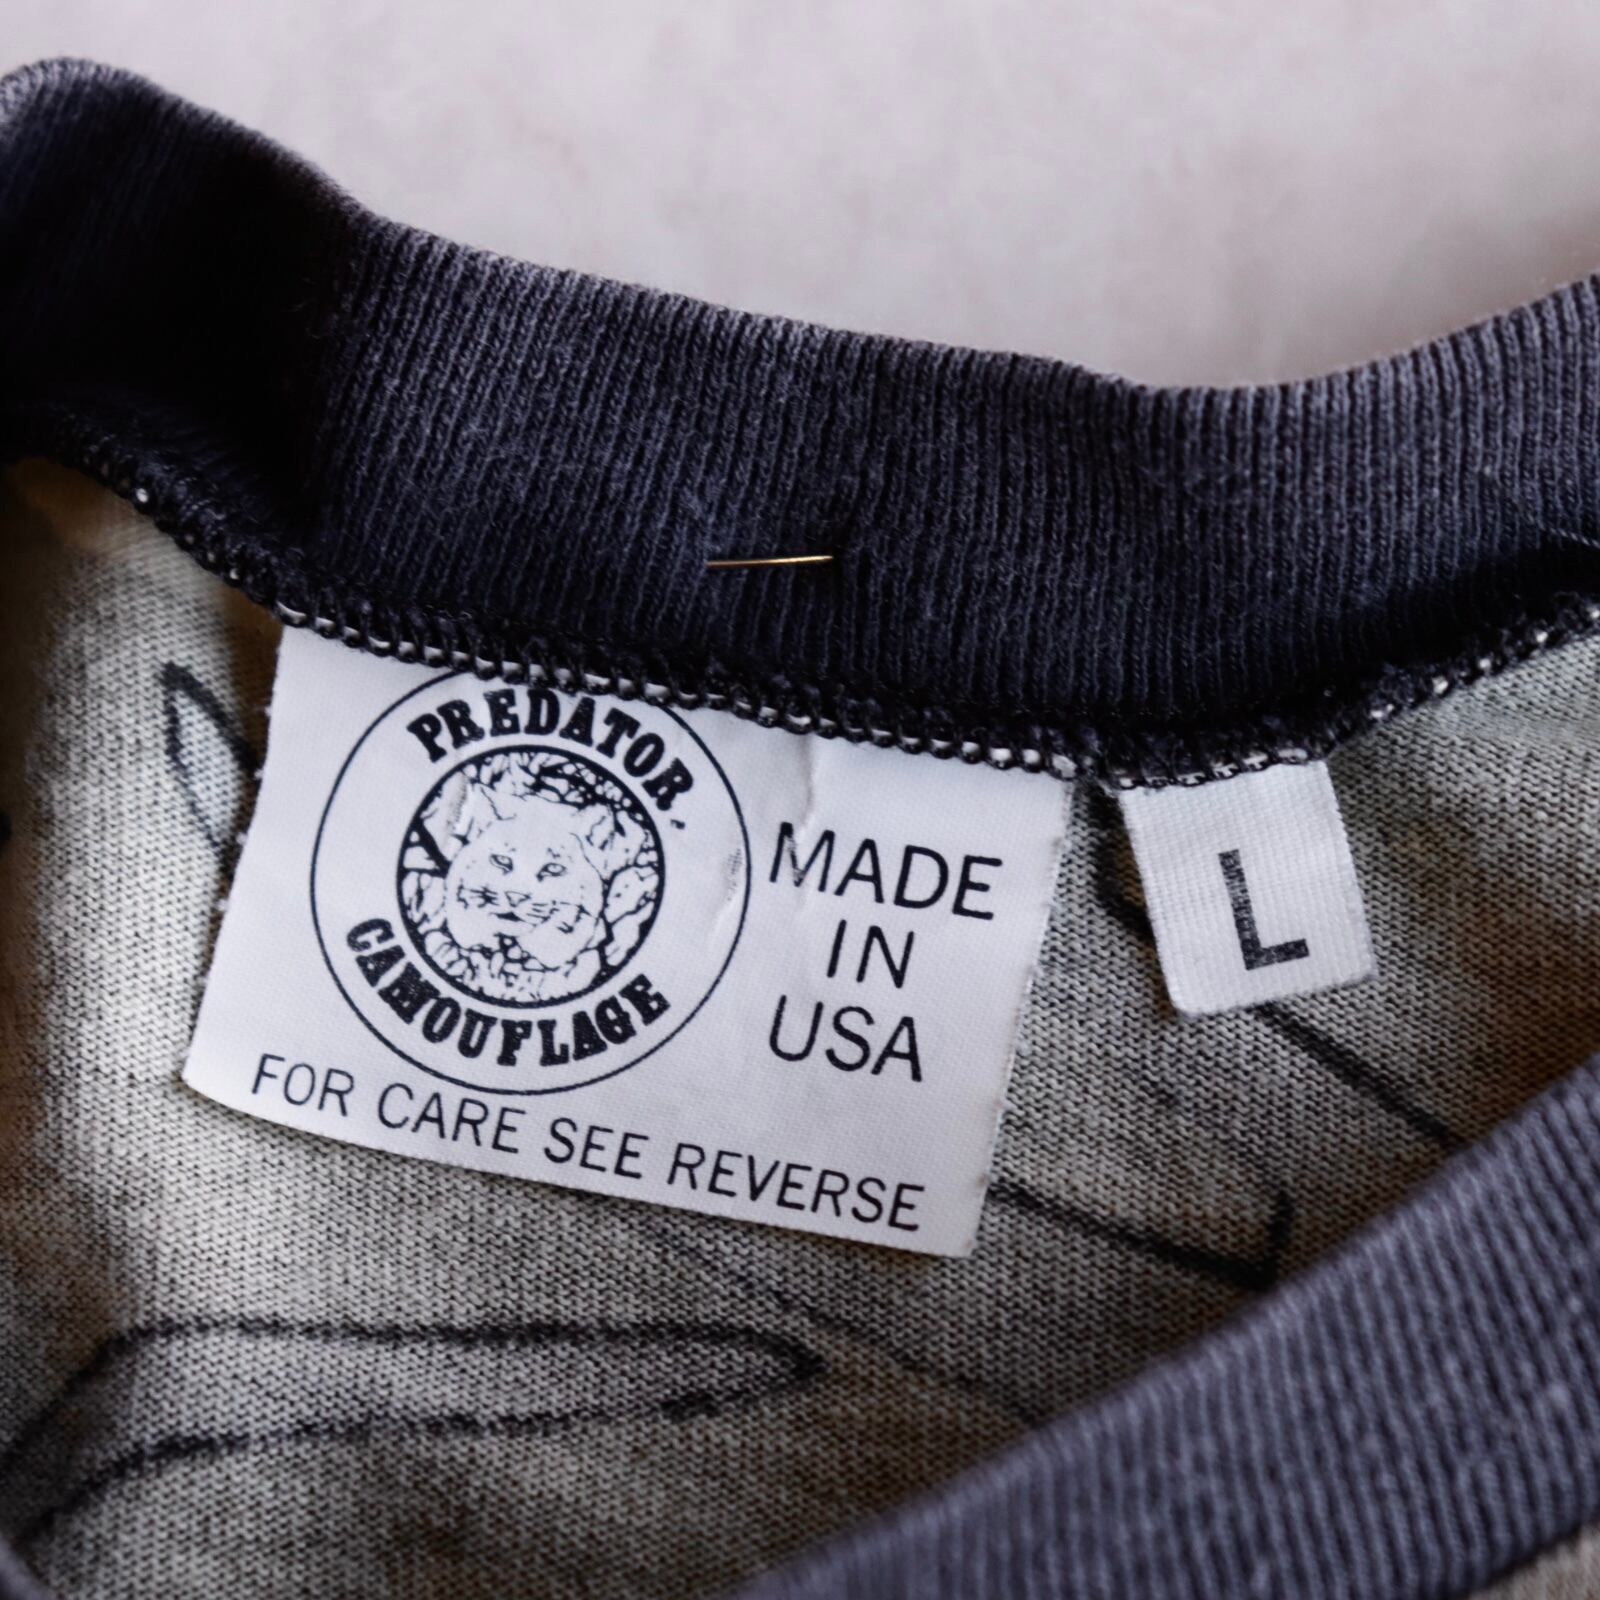 PREDATOR
CAMOUFLAGE
MADE
IN
USA
FOR CARE SEE REVERSE
L